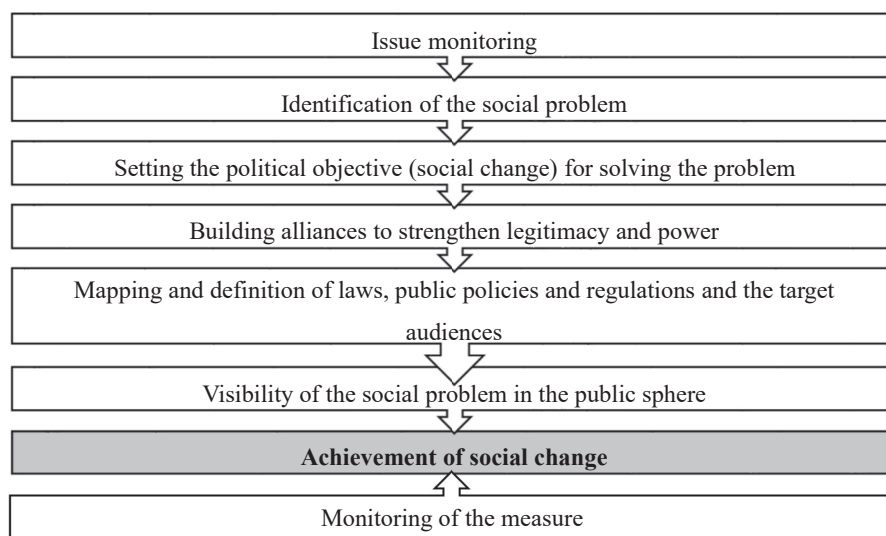 Issue monitoring
Identification of the social problem
Setting the political objective (social change) for solving the problem
Building alliances to strengthen legitimacy and power
Mapping and definition of laws, public policies and regulations and the target
audiences
Visibility of the social problem in the public sphere
Achievement of social change
Monitoring of the measure